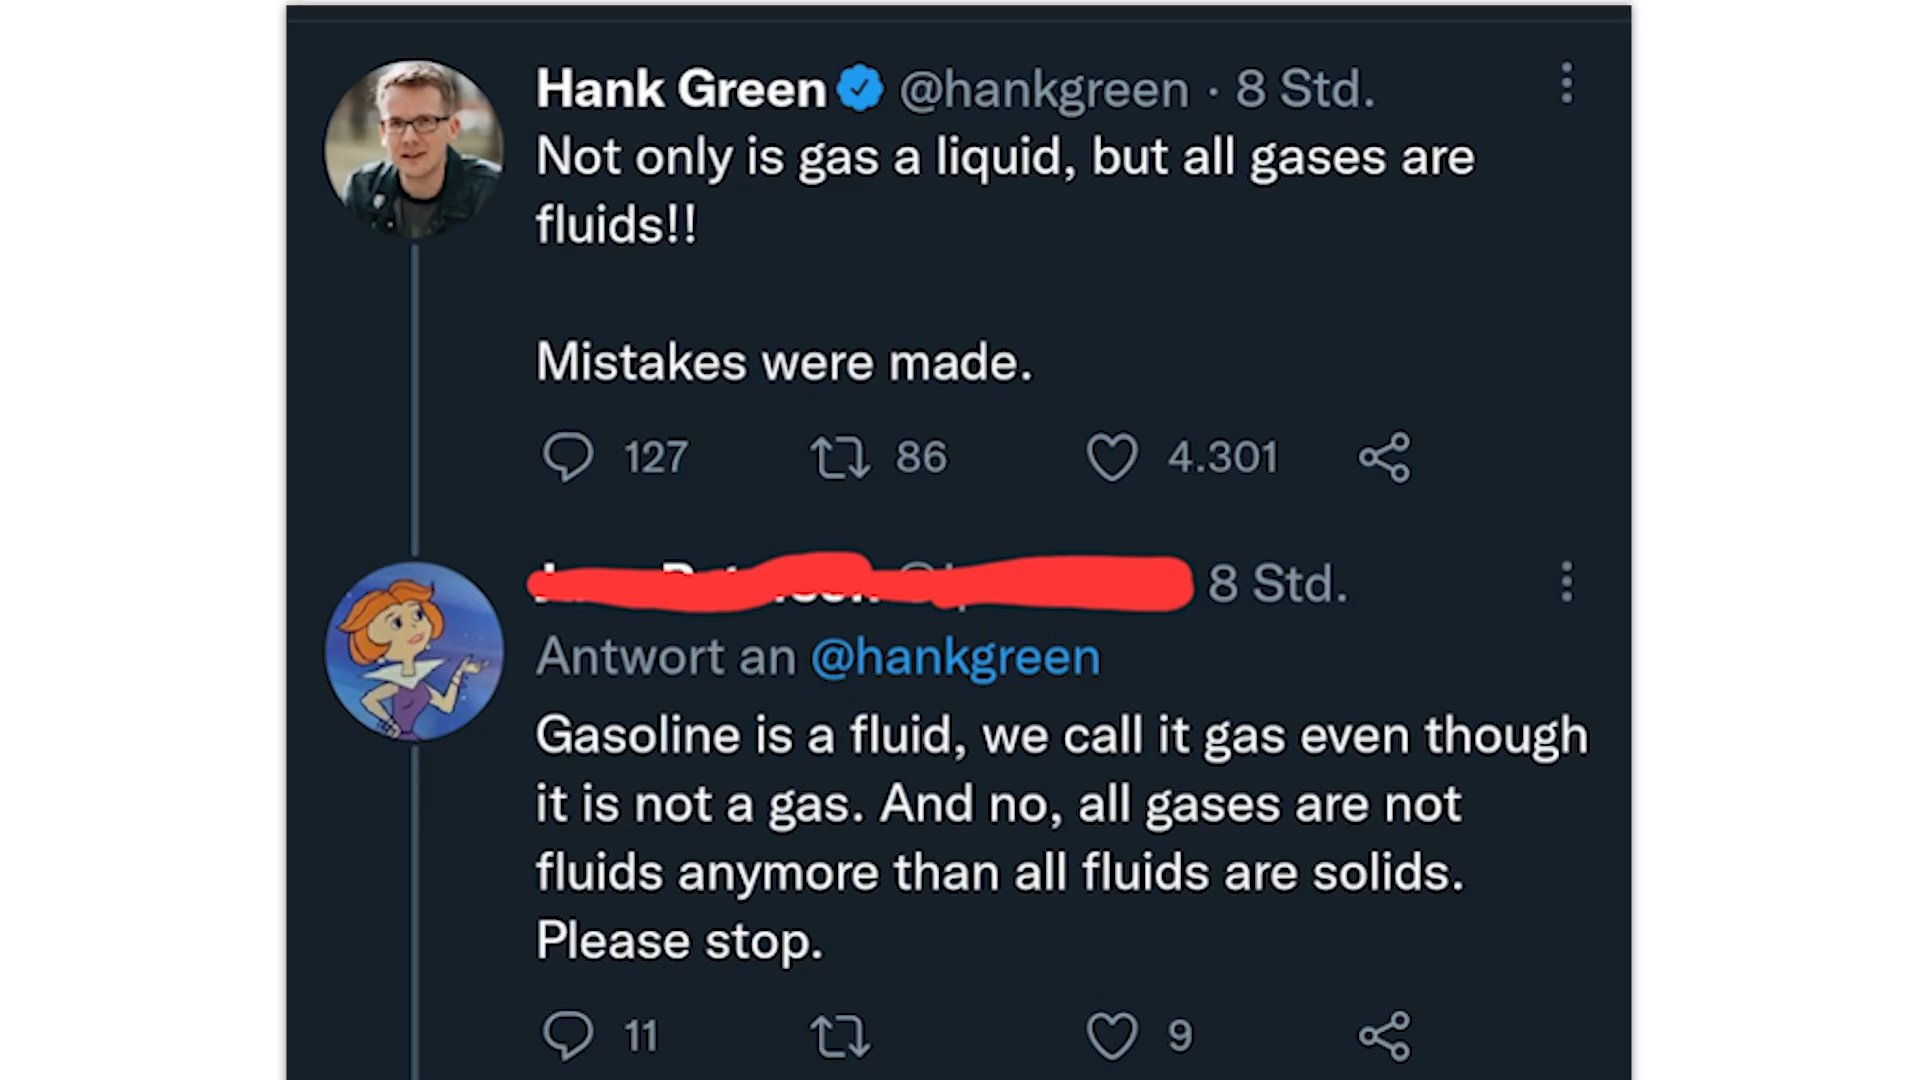 Hank Green @hankgreen · 8 Std.
Not only is gas a liquid, but all gases are
fluids!!
Mistakes were made.
127 86 4.301
8 Std.
Antwort an @hankgreen
Gasoline is a fluid, we call it gas even though
it is not a gas. And no, all gases are not
fluids anymore than all fluids are solids.
Please stop.
11 9